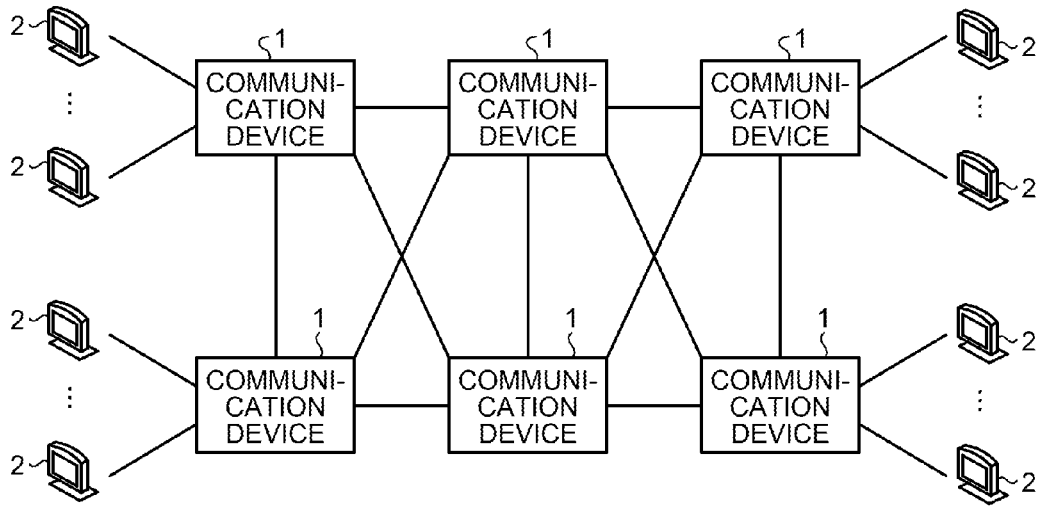 2
1
1
1
2
COMMUNI-
CATION
DEVICE
COMMUNI-
CATION
DEVICE
COMMUNI-
CATION
DEVICE
...
...
2
2
2
1
1
1
2
COMMUNI-
CATION
DEVICE
COMMUNI-
CATION
DEVICE
COMMUNI-
CATION
DEVICE
...
...
2
2